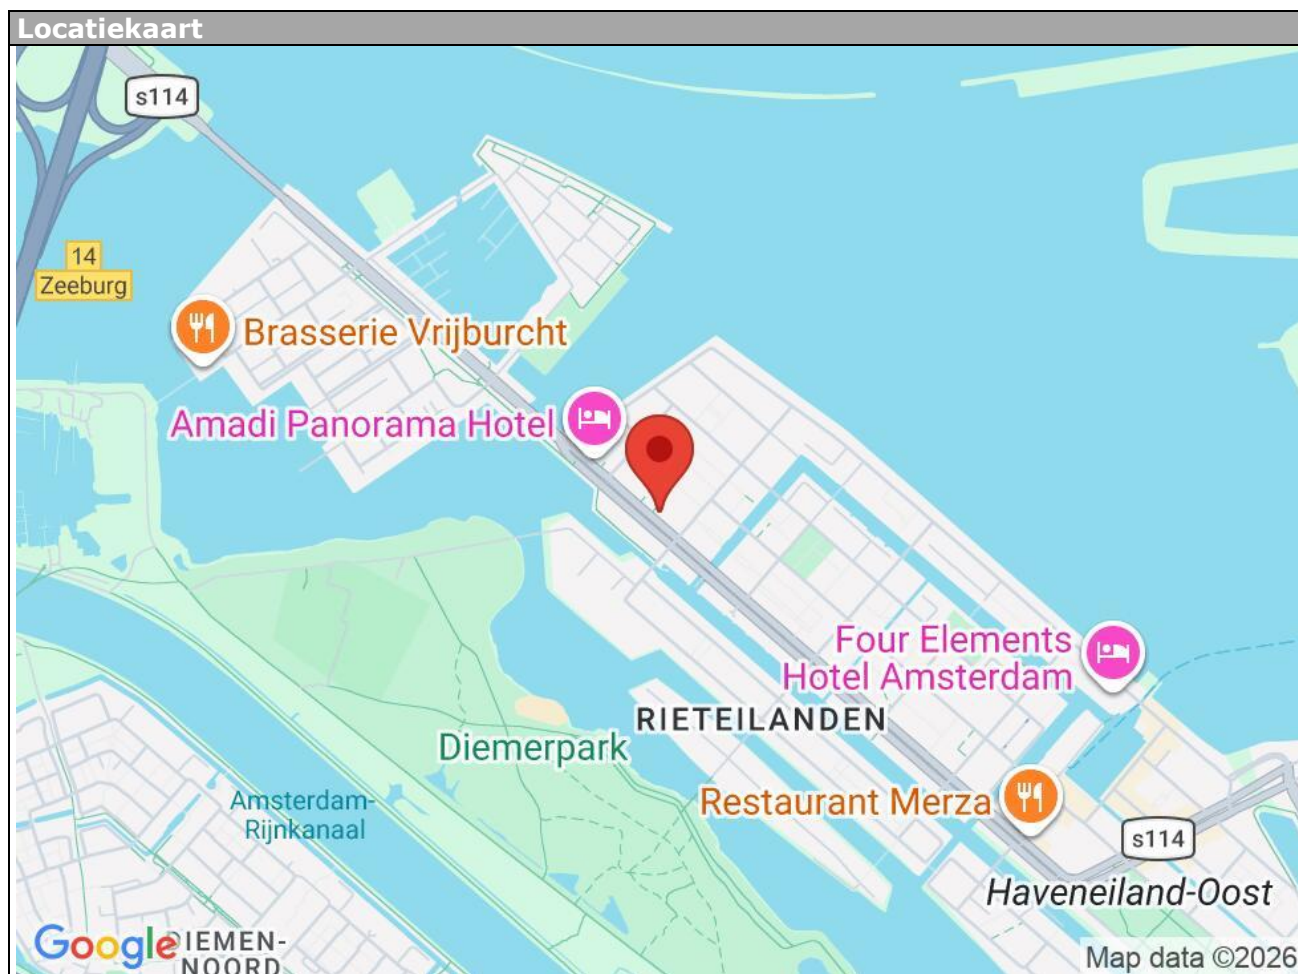 Locatiekaart
s114
14
Zeeburg
Brasserie Vrijburcht
Amadi Panorama Hotel
Four Elements
Hotel Amsterdam
RIETEILANDEN
Diemerpark
Restaurant Merza
Amsterdam-
Rijnkanaal
s114
Haveneiland-Oost
Google
DIEMEN-
NOORD
Map data ©2026